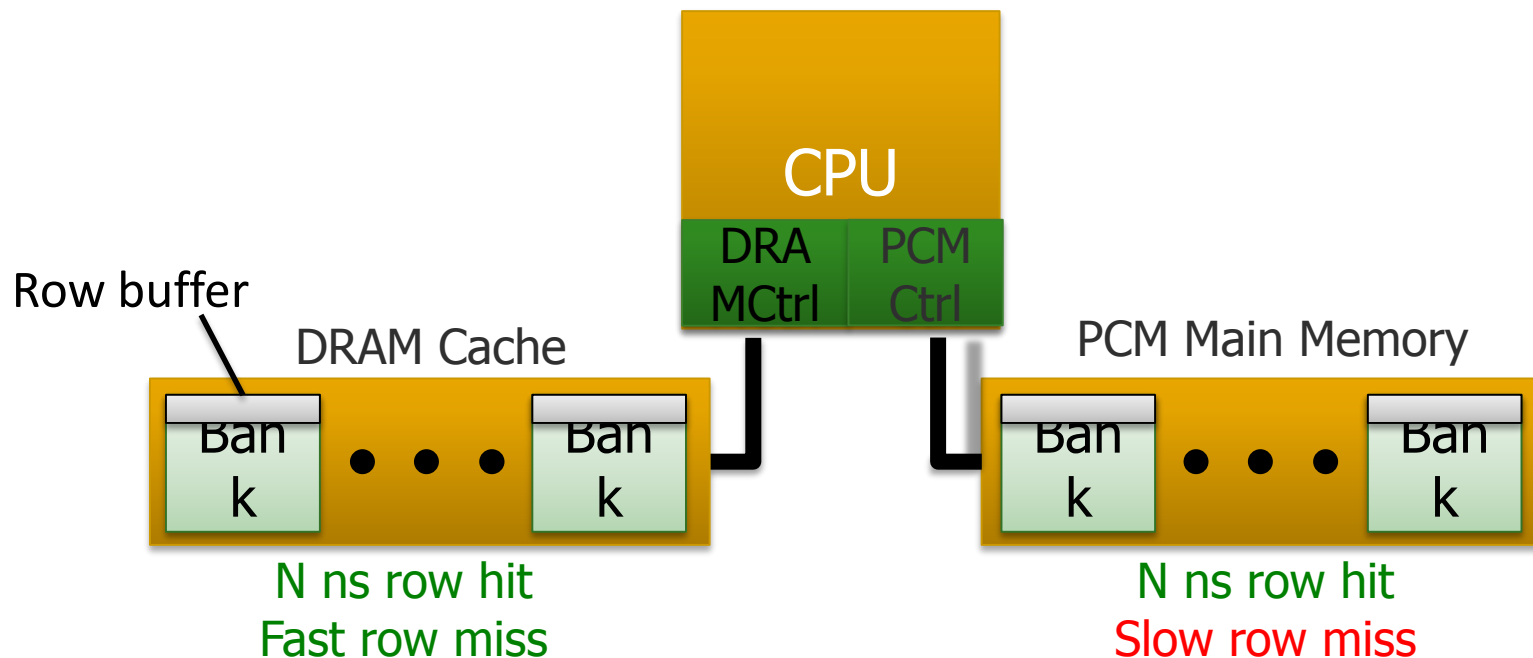 CPU
DRA
MCtrl
PCM
Ctrl
Row buffer
DRAM Cache
PCM Main Memory
Ban
k
Ban
k
Ban
k
Ban
k
N ns row hit
Fast row miss
N ns row hit
Slow row miss